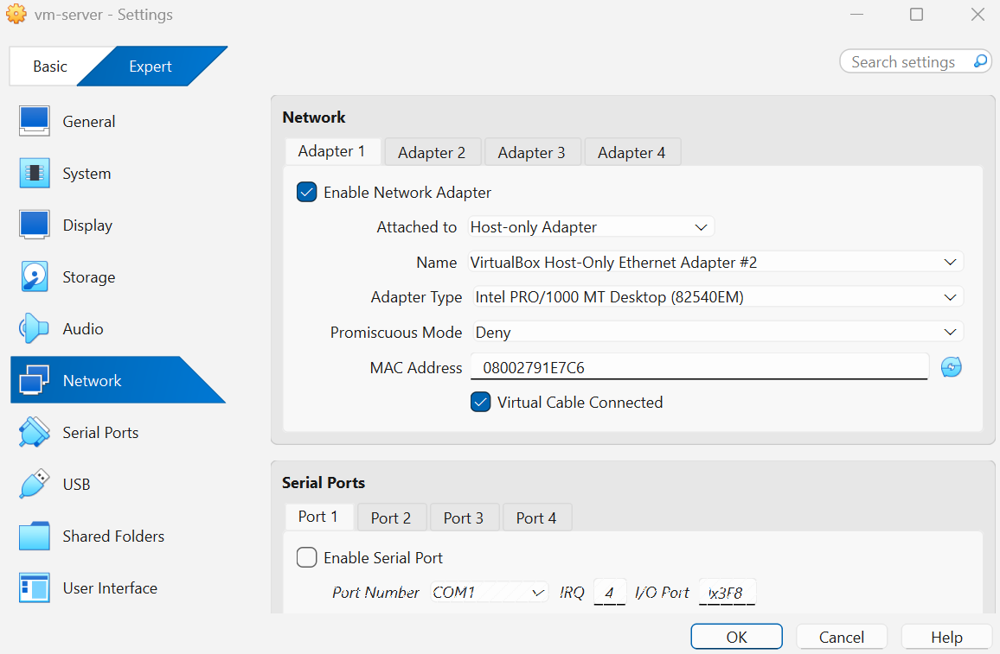 vm-server - Settings
Basic Expert
Search settings
General
System
Display
Storage
Audio
Network
Serial Ports
USB
Shared Folders
User Interface
Network
Adapter 1 Adapter 2 Adapter 3 Adapter 4
Enable Network Adapter
Attached to Host-only Adapter
Name VirtualBox Host-Only Ethernet Adapter #2
Adapter Type Intel PRO/1000 MT Desktop (82540EM)
Promiscuous Mode Deny
MAC Address 08002791E7C6
Virtual Cable Connected
Serial Ports
Port 1 Port 2 Port 3 Port 4
Enable Serial Port
Port Number COM1 IRQ 4 I/O Port 0x3F8
OK Cancel Help